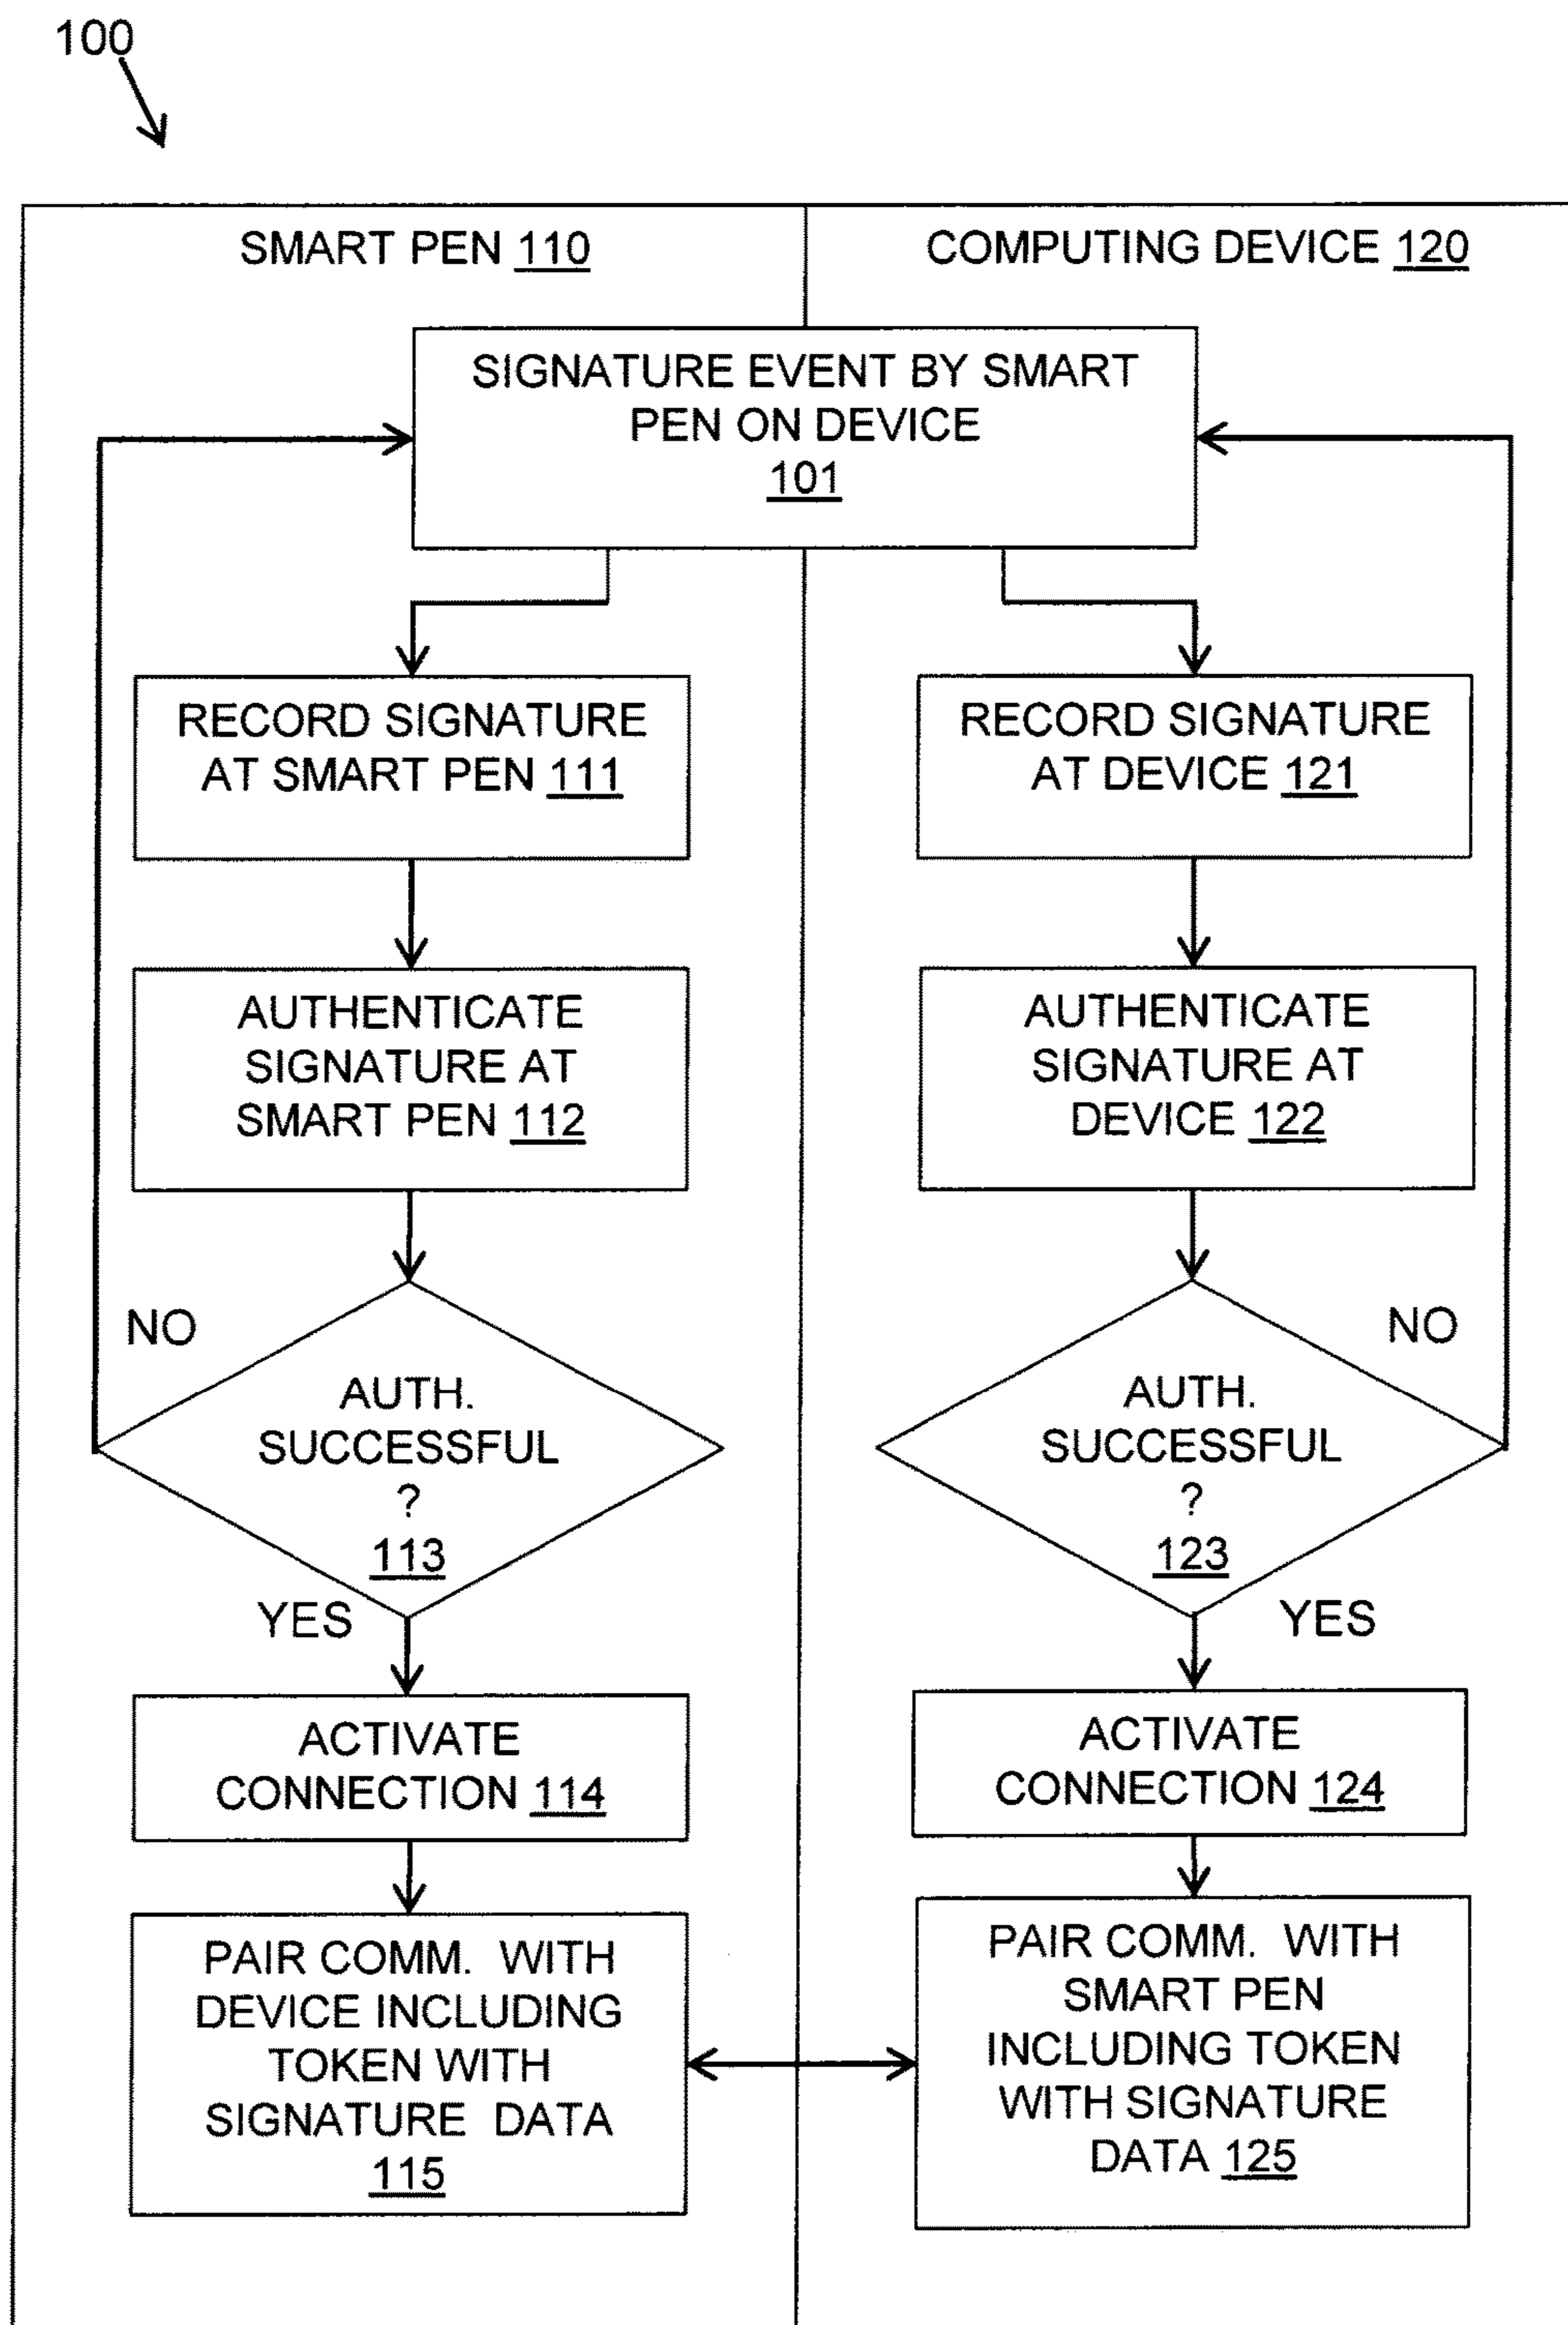 100
SMART PEN 110
COMPUTING DEVICE 120
SIGNATURE EVENT BY SMART
PEN ON DEVICE
101
RECORD SIGNATURE
AT SMART PEN 111
RECORD SIGNATURE
AT DEVICE 121
AUTHENTICATE
SIGNATURE AT
SMART PEN 112
AUTHENTICATE
SIGNATURE AT
DEVICE 122
NO
AUTH.
SUCCESSFUL
?
113
YES
NO
AUTH.
SUCCESSFUL
?
123
YES
ACTIVATE
CONNECTION 114
ACTIVATE
CONNECTION 124
PAIR COMM. WITH
DEVICE INCLUDING
TOKEN WITH
SIGNATURE DATA
115
PAIR COMM. WITH
SMART PEN
INCLUDING TOKEN
WITH SIGNATURE
DATA 125